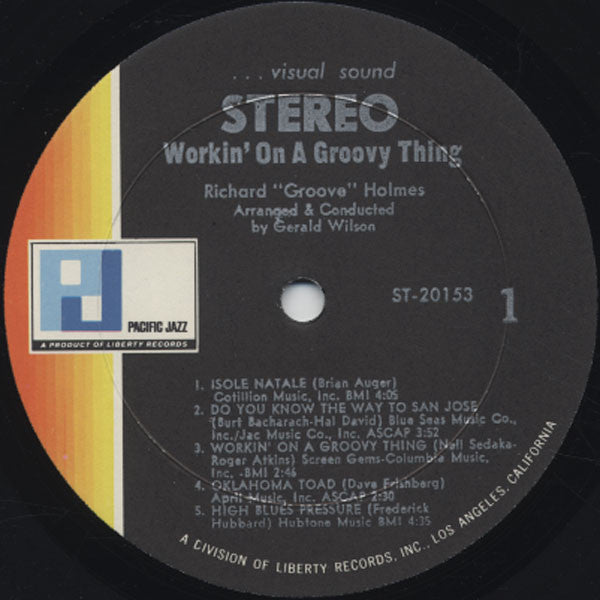 ...visual sound
STEREO
Workin' On A Groovy Thing
Richard "Groove" Holmes
Arranged & Conducted
by Gerald Wilson
PJ
PACIFIC JAZZ
A PRODUCT OF LIBERTY RECORDS
ST-20153
1
1. ISOLE NATALE (Brian Auger)
Cotillion Music, Inc. BMI 4:05
2. DO YOU KNOW THE WAY TO SAN JOSE
(Burt Bacharach-Hal David) Blue Seas Music Co.,
Inc./Jac Music Co., Inc. ASCAP 3:52
3. WORKIN' ON A GROOVY THING (Neil Sedaka-
Roger Atkins) Screen Gems-Columbia Music,
Inc. -BMI 2:46
4. OKLAHOMA TOAD (Dave Frishberg)
April Music, Inc. ASCAP 2:30
5. HIGH BLUES PRESSURE (Frederick
Hubbard) Hubtone Music BMI 4:35
A DIVISION OF LIBERTY RECORDS, INC., LOS ANGELES, CALIFORNIA